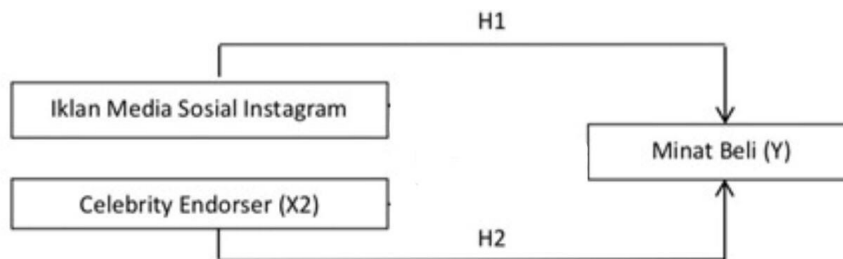 H1
Iklan Media Sosial Instagram
Minat Beli (Y)
Celebrity Endorser (X2)
H2